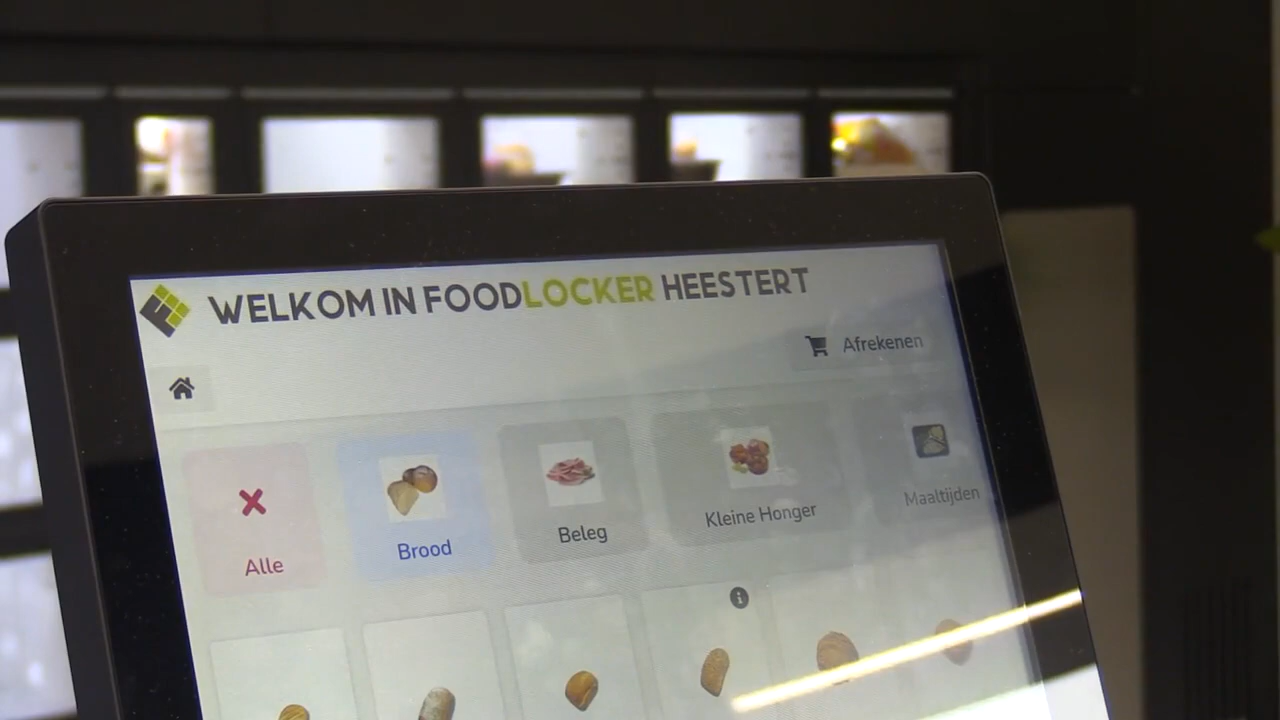 WELKOM IN FOODLOCKER HEESTERT
Afrekenen
Alle
Brood
Beleg
Kleine Honger
Maaltijden